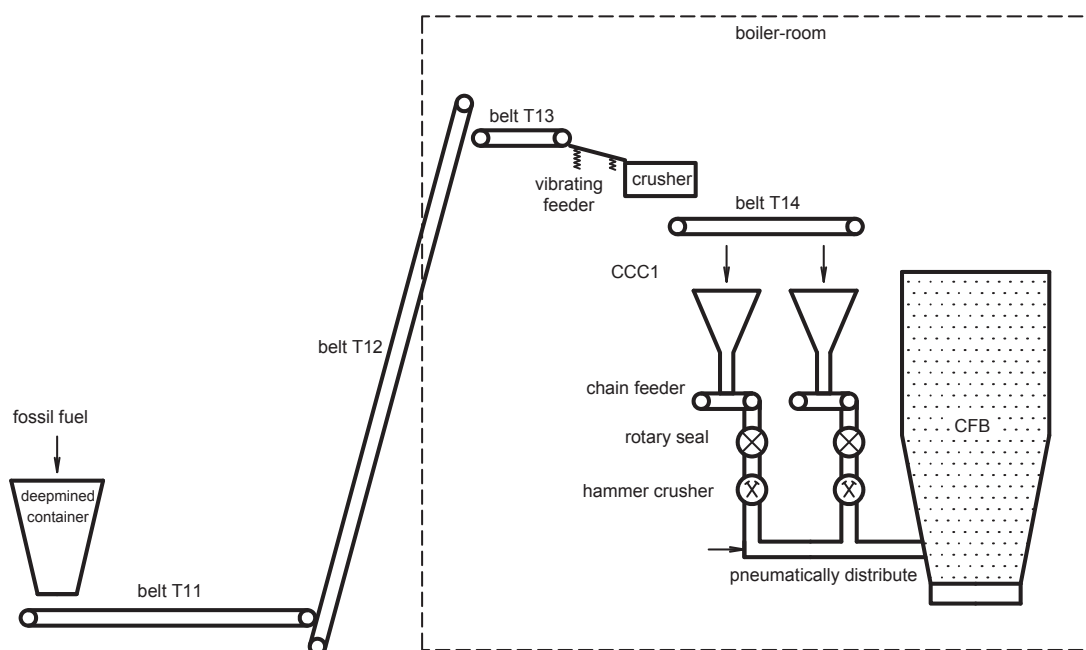 boiler-room
belt T13
vibrating
feeder
crusher
belt T14
CCC1
belt T12
chain feeder
fossil fuel
rotary seal
CFB
deepmined
container
hammer crusher
pneumatically distribute
belt T11